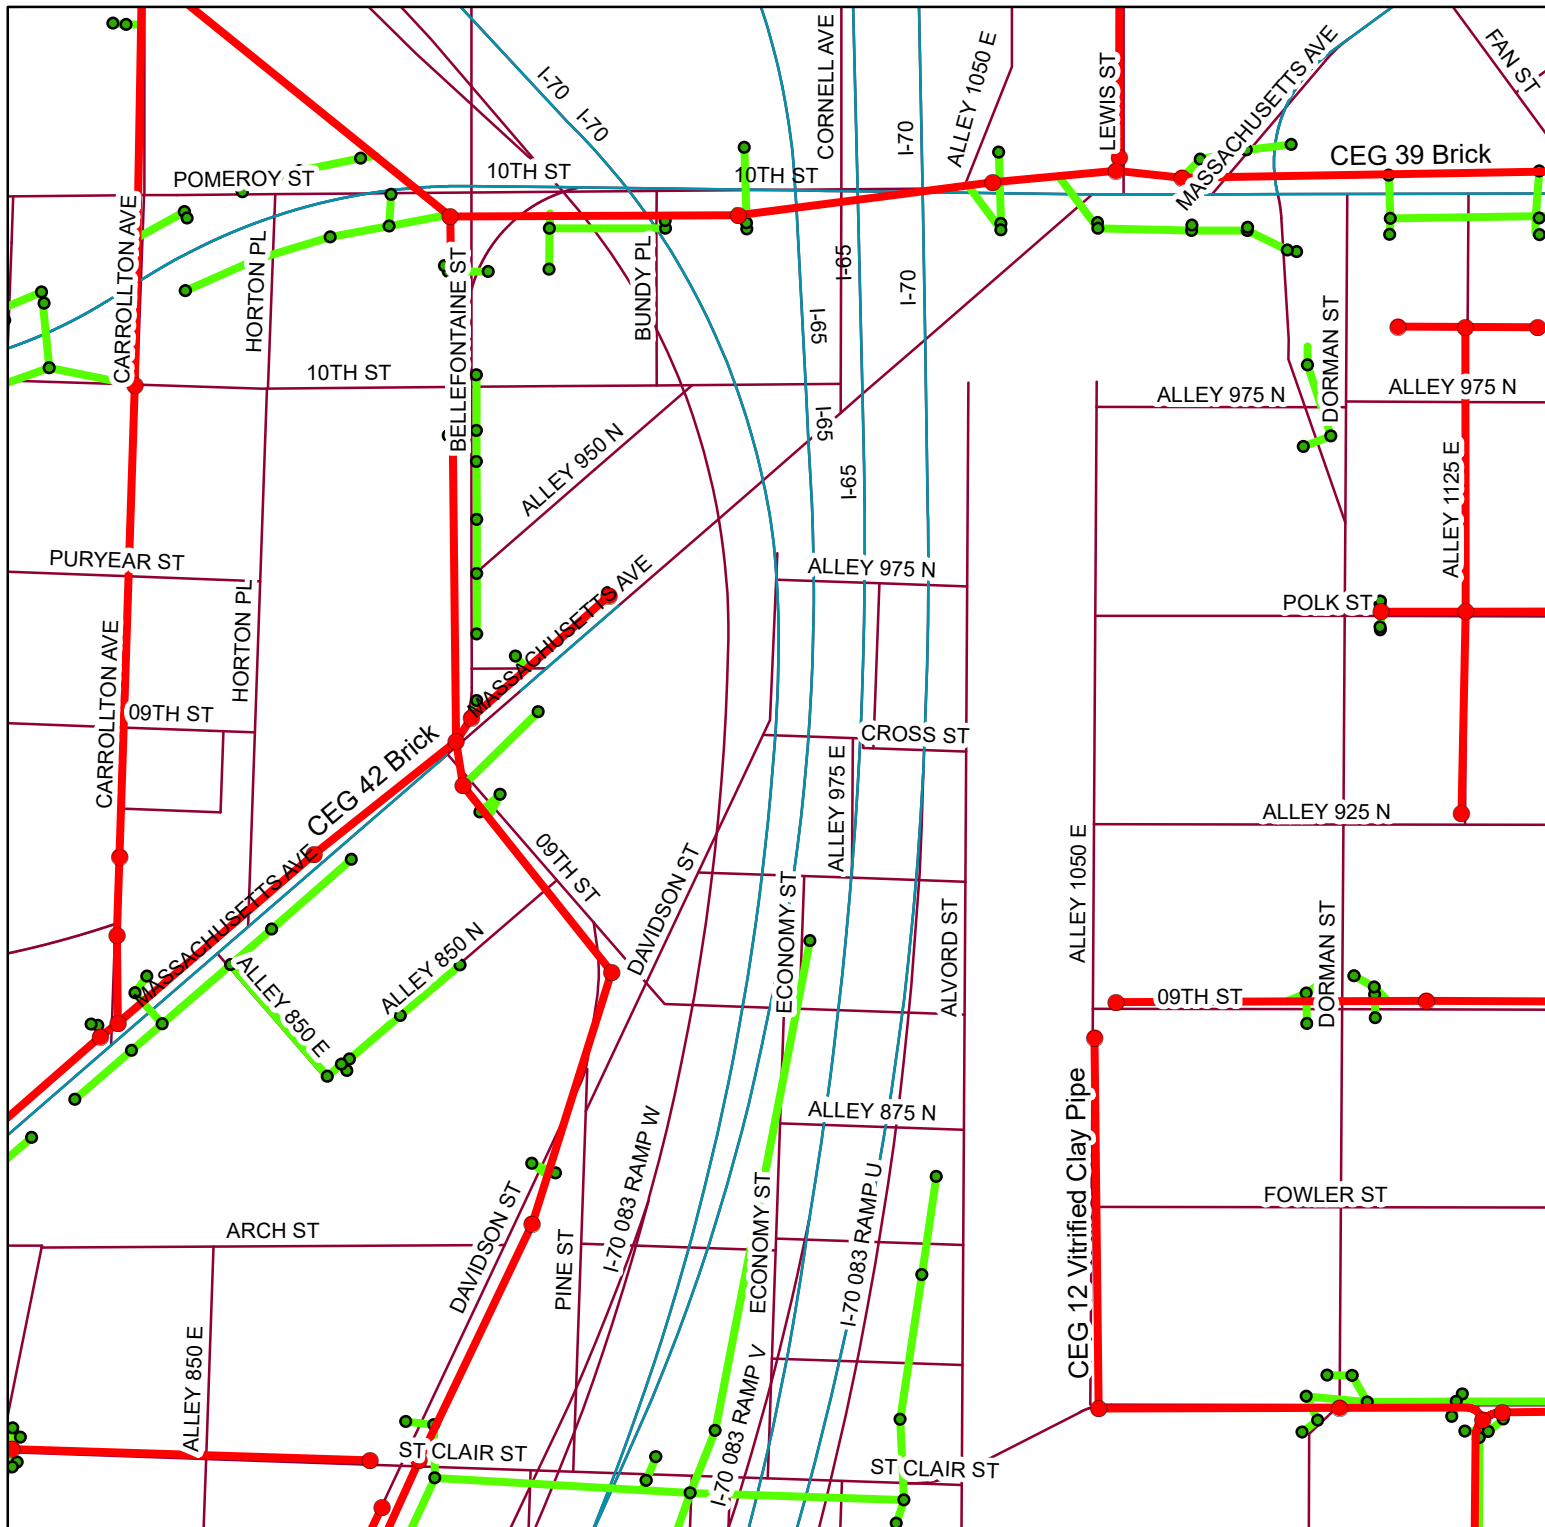 I-70
I-70
CORNELL AVE
I-70
ALLEY 1050 E
LEWIS ST
MASSACHUSETTS AVE
FAN ST
CEG 39 Brick
POMEROY ST
10TH ST
10TH ST
CARROLLTON AVE
HORTON PL
BELLEFONTAINE ST
BUNDY PL
I-65
I-65
I-70
DORMAN ST
10TH ST
ALLEY 975 N
ALLEY 975 N
I-65
I-65
ALLEY 950 N
ALLEY 1125 E
PURYEAR ST
ALLEY 975 N
HORTON PL
MASSACHUSETTS AVE
POLK ST
CARROLLTON AVE
09TH ST
CROSS ST
CEG 42 Brick
ALLEY 975 E
ALLEY 925 N
09TH ST
MASSACHUSETTS AVE
DAVIDSON ST
ECONOMY ST
ALVORD ST
ALLEY 1050 E
DORMAN ST
ALLEY 850 N
ALLEY 850 E
09TH ST
ALLEY 875 N
CEG 12 Vitrified Clay Pipe
I-70 083 RAMP W
I-70 083 RAMP U
FOWLER ST
ARCH ST
DAVIDSON ST
PINE ST
ECONOMY ST
ALLEY 850 E
I-70 083 RAMP V
ST CLAIR ST
ST CLAIR ST